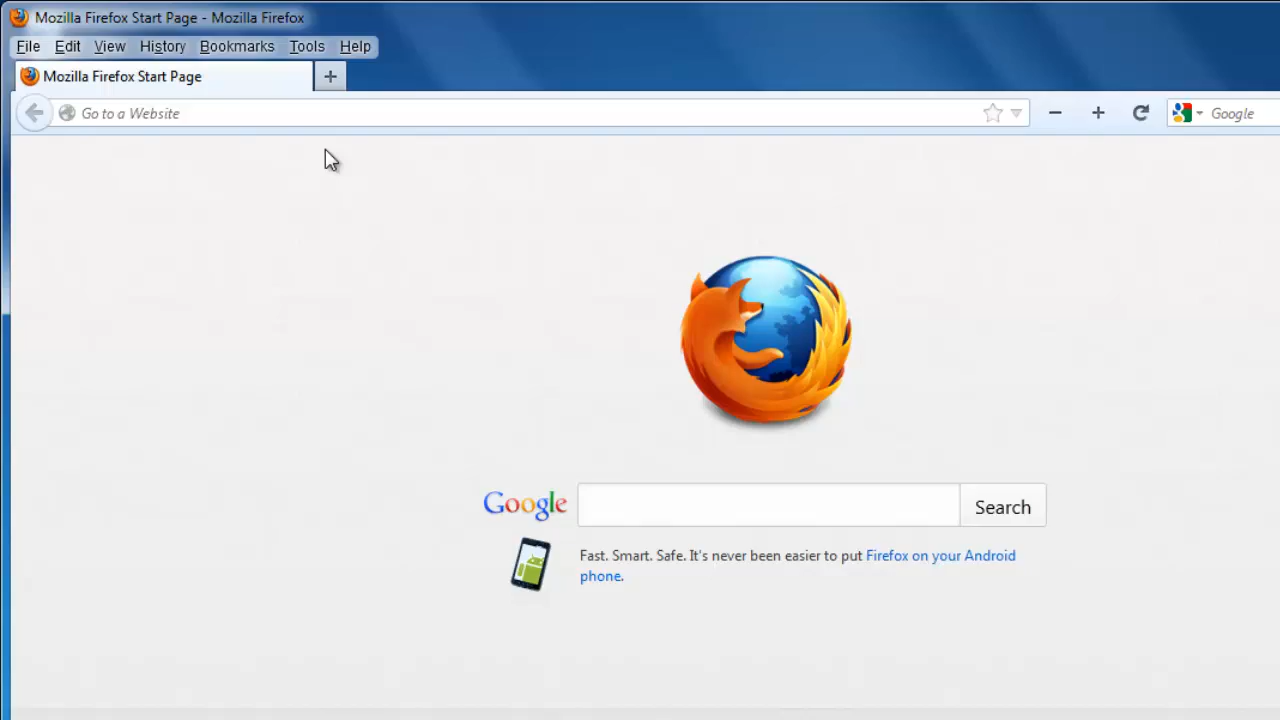 Mozilla Firefox Start Page - Mozilla Firefox
File Edit View History Bookmarks Tools Help
Mozilla Firefox Start Page +
Go to a Website Google
Google Search
Fast. Smart. Safe. It's never been easier to put Firefox on your Android
phone.